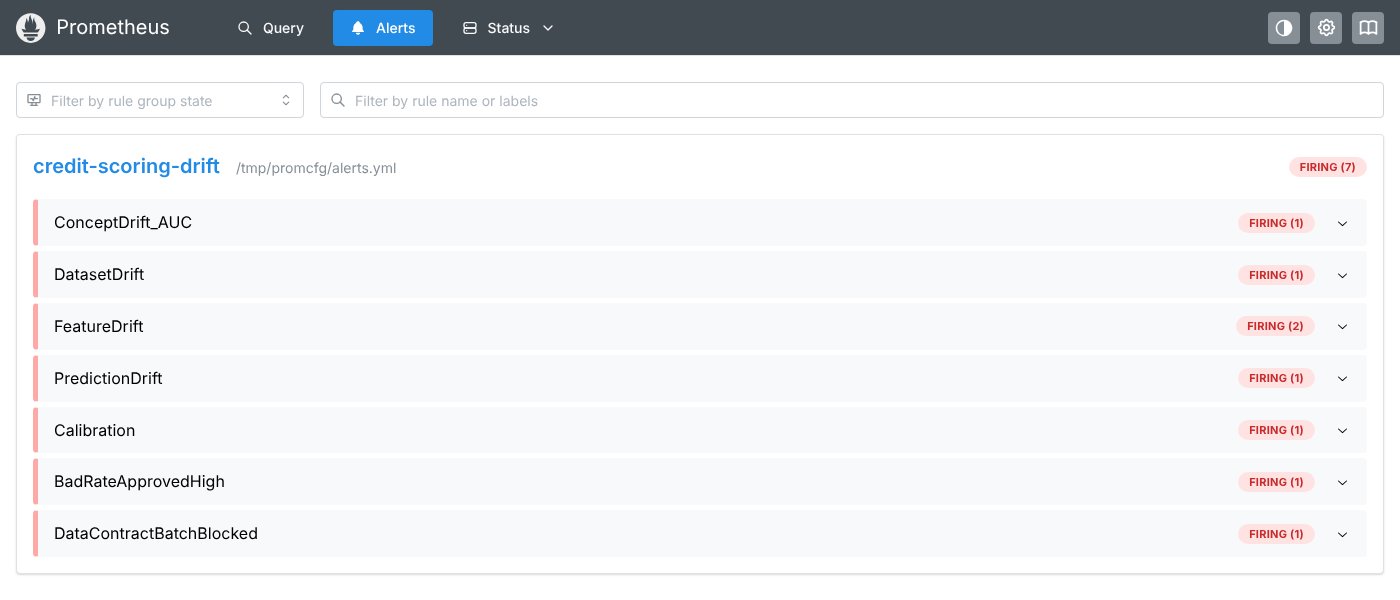 Prometheus Query Alerts Status
Filter by rule group state Filter by rule name or labels
credit-scoring-drift /tmp/promcfg/alerts.yml FIRING (7)
ConceptDrift_AUC FIRING (1)
DatasetDrift FIRING (1)
FeatureDrift FIRING (2)
PredictionDrift FIRING (1)
Calibration FIRING (1)
BadRateApprovedHigh FIRING (1)
DataContractBatchBlocked FIRING (1)